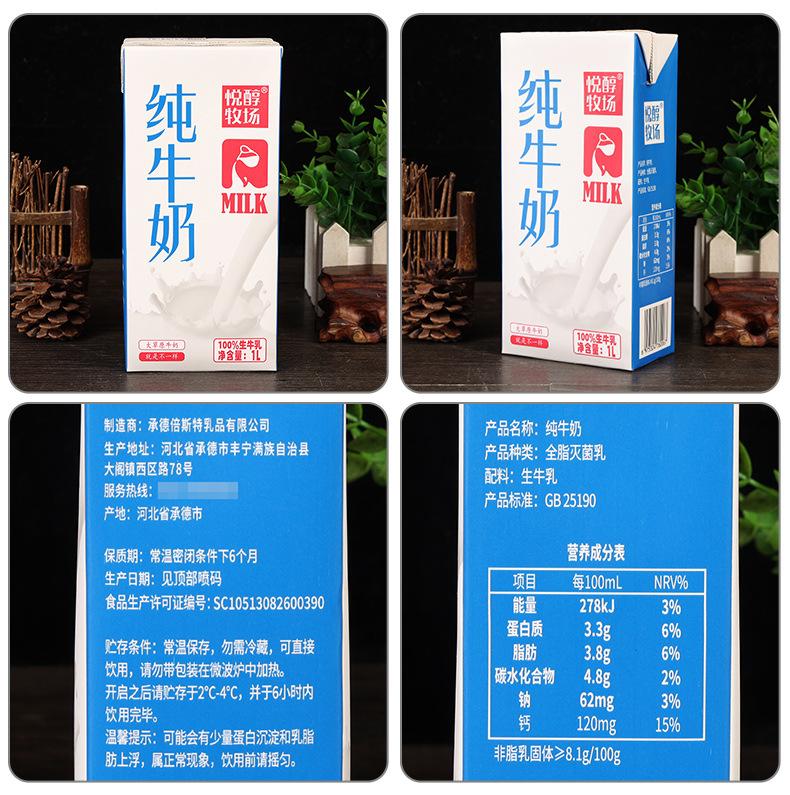 纯牛奶
悦醇®
牧场
MILK
大草原牛奶
就是不一样
100%生牛乳
净含量：1L
纯牛奶
悦醇®
牧场
MILK
大草原牛奶
就是不一样
100%生牛乳
净含量：1L
悦醇
牧场
制造商：承德倍斯特乳品有限公司
生产地址：河北省承德市丰宁满族自治县
大阁镇西区路78号
服务热线：
产地：河北省承德市
保质期：常温密闭条件下6个月
生产日期：见顶部喷码
食品生产许可证编号：SC10513082600390
贮存条件：常温保存，勿需冷藏，可直接
饮用，请勿带包装在微波炉中加热。
开启之后请贮存于2℃-4℃，并于6小时内
饮用完毕。
温馨提示：可能会有少量蛋白沉淀和乳脂
肪上浮，属正常现象，饮用前请摇匀。
产品名称：纯牛奶
产品种类：全脂灭菌乳
配料：生牛乳
产品标准：GB 25190
营养成分表
项目 每100mL NRV%
能量 278kJ 3%
蛋白质 3.3g 6%
脂肪 3.8g 6%
碳水化合物 4.8g 2%
钠 62mg 3%
钙 120mg 15%
非脂乳固体≥8.1g/100g